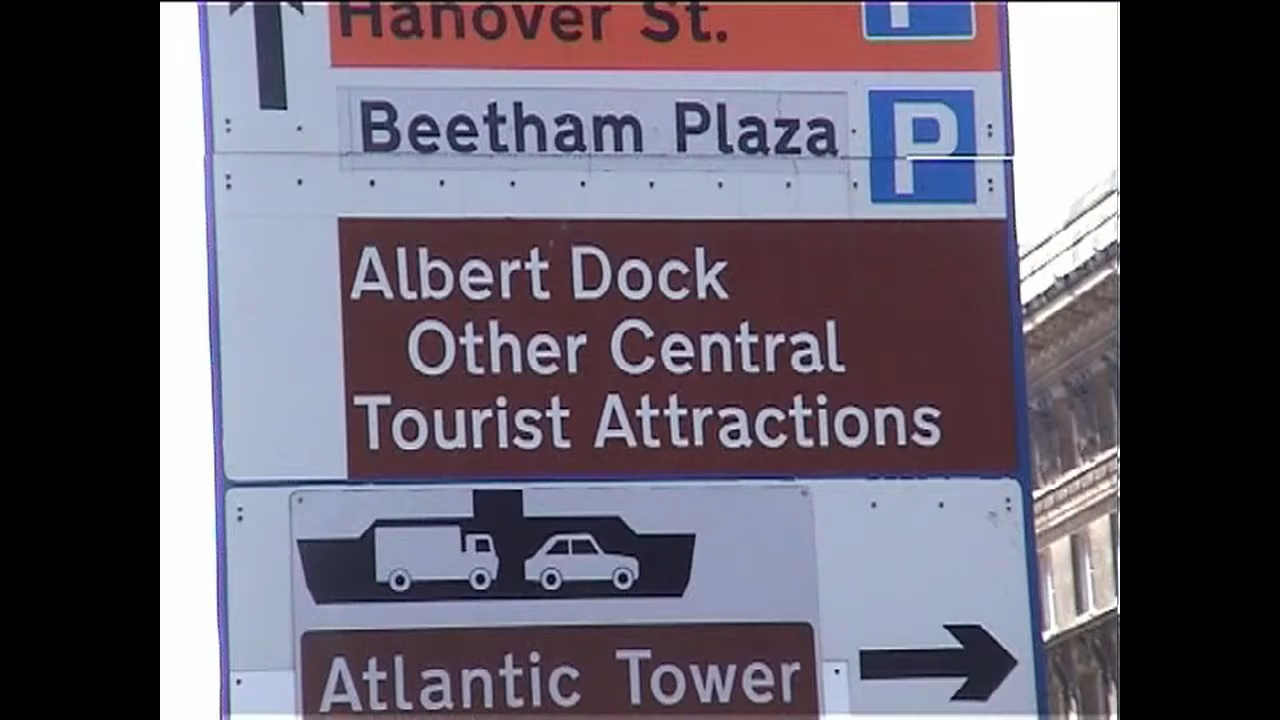 Hanover St. P
Beetham Plaza P
Albert Dock
Other Central
Tourist Attractions
Atlantic Tower